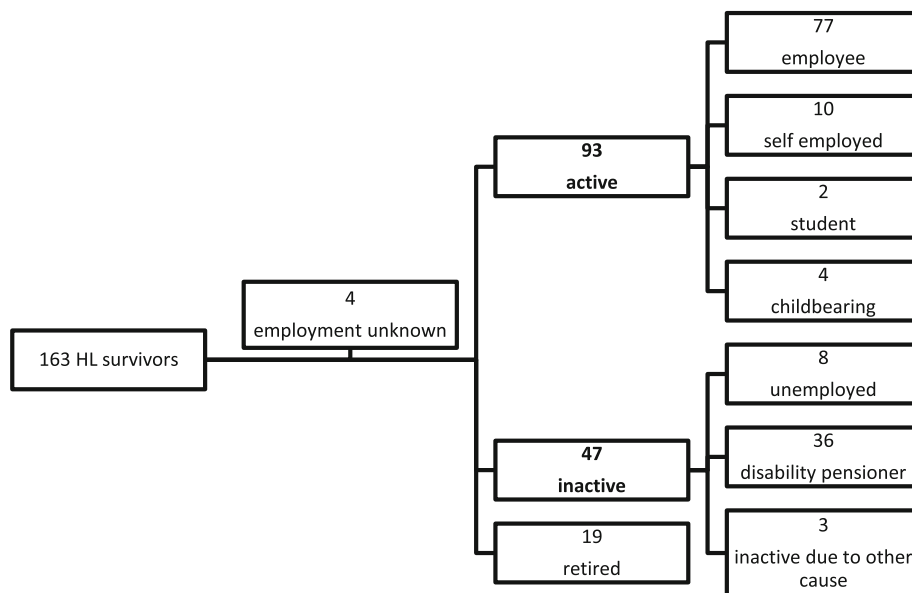 163 HL survivors
4
employment unknown
93
active
47
inactive
19
retired
77
employee
10
self employed
2
student
4
childbearing
8
unemployed
36
disability pensioner
3
inactive due to other
cause